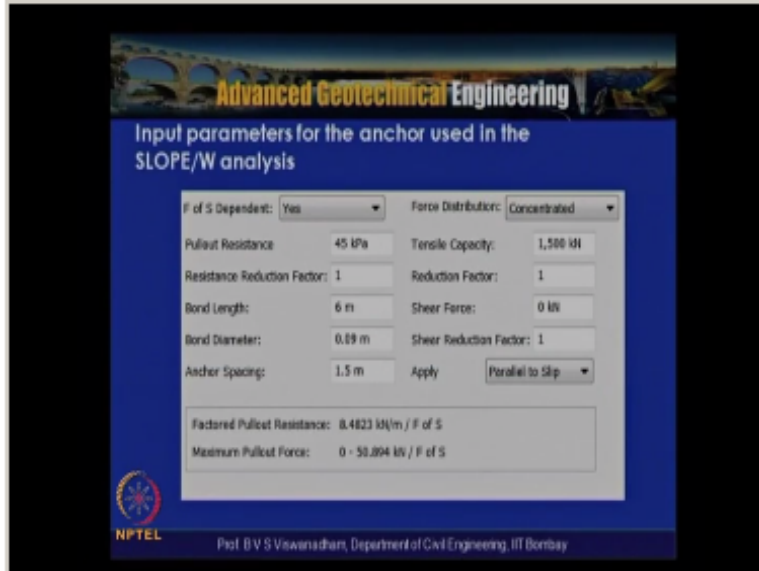 Advanced Geotechnical Engineering
Input parameters for the anchor used in the
SLOPE/W analysis
F of S Dependent: Yes Force Distribution: Concentrated
Pullout Resistance 45 kPa Tensile Capacity: 1,500 kN
Resistance Reduction Factor: 1 Reduction Factor: 1
Bond Length: 6 m Shear Force: 0 kN
Bond Diameter: 0.09 m Shear Reduction Factor: 1
Anchor Spacing: 1.5 m Apply Parallel to Slip
Factored Pullout Resistance: 8.4823 kN/m / F of S
Maximum Pullout Force: 0 - 50.894 kN / F of S
NPTEL
Prof. B V S Viswanadham, Department of Civil Engineering, IIT Bombay